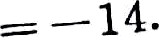 = −14.